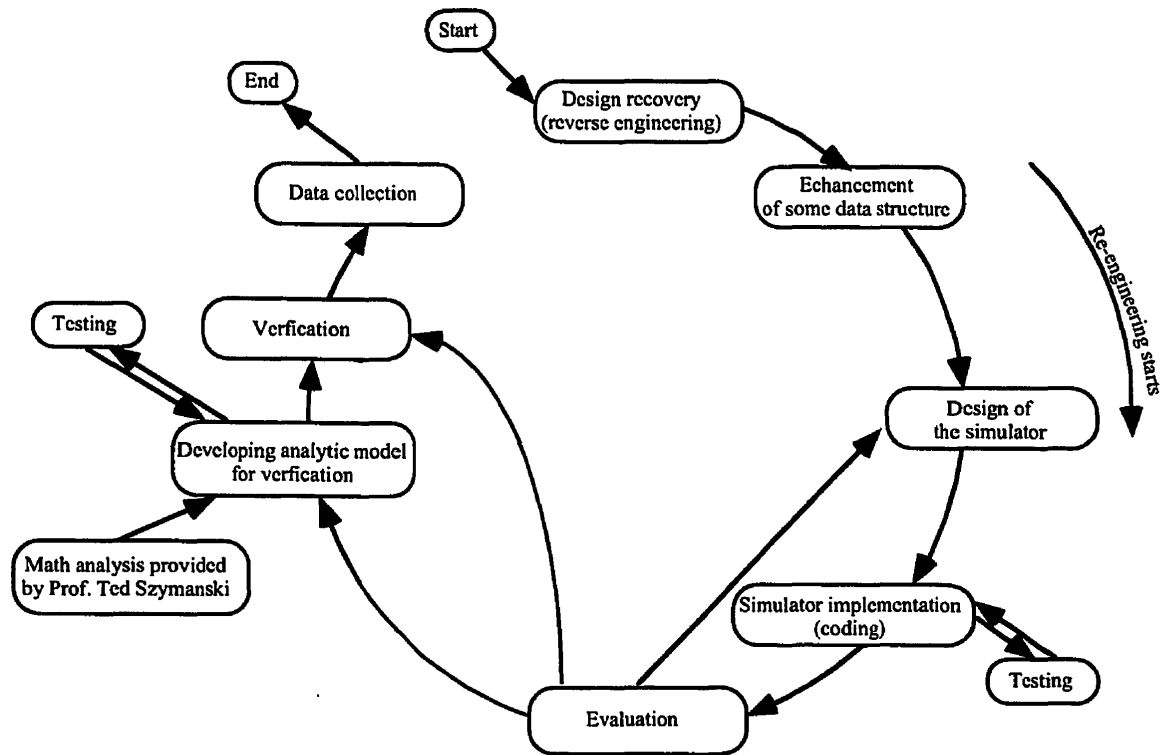 Start
End
Design recovery
(reverse engineering)
Data collection
Echancement
of some data structure
Re-engineering starts
Testing
Verfication
Design of
the simulator
Developing analytic model
for verfication
Math analysis provided
by Prof. Ted Szymanski
Simulator implementation
(coding)
Testing
Evaluation